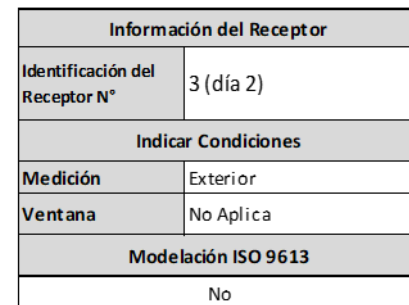 Información del Receptor
Identificación del
Receptor N°
3 (día 2)
Indicar Condiciones
Medición Exterior
Ventana No Aplica
Modelación ISO 9613
No